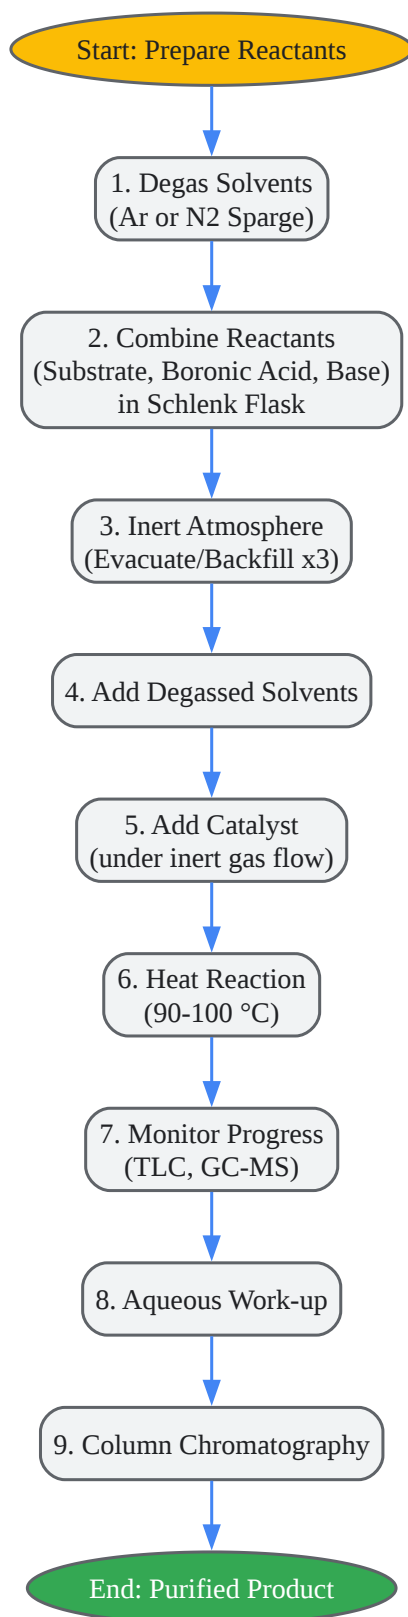 Start: Prepare Reactants
1. Degas Solvents
(Ar or N2 Sparge)
2. Combine Reactants
(Substrate, Boronic Acid, Base)
in Schlenk Flask
3. Inert Atmosphere
(Evacuate/Backfill x3)
4. Add Degassed Solvents
5. Add Catalyst
(under inert gas flow)
6. Heat Reaction
(90-100 °C)
7. Monitor Progress
(TLC, GC-MS)
8. Aqueous Work-up
9. Column Chromatography
End: Purified Product